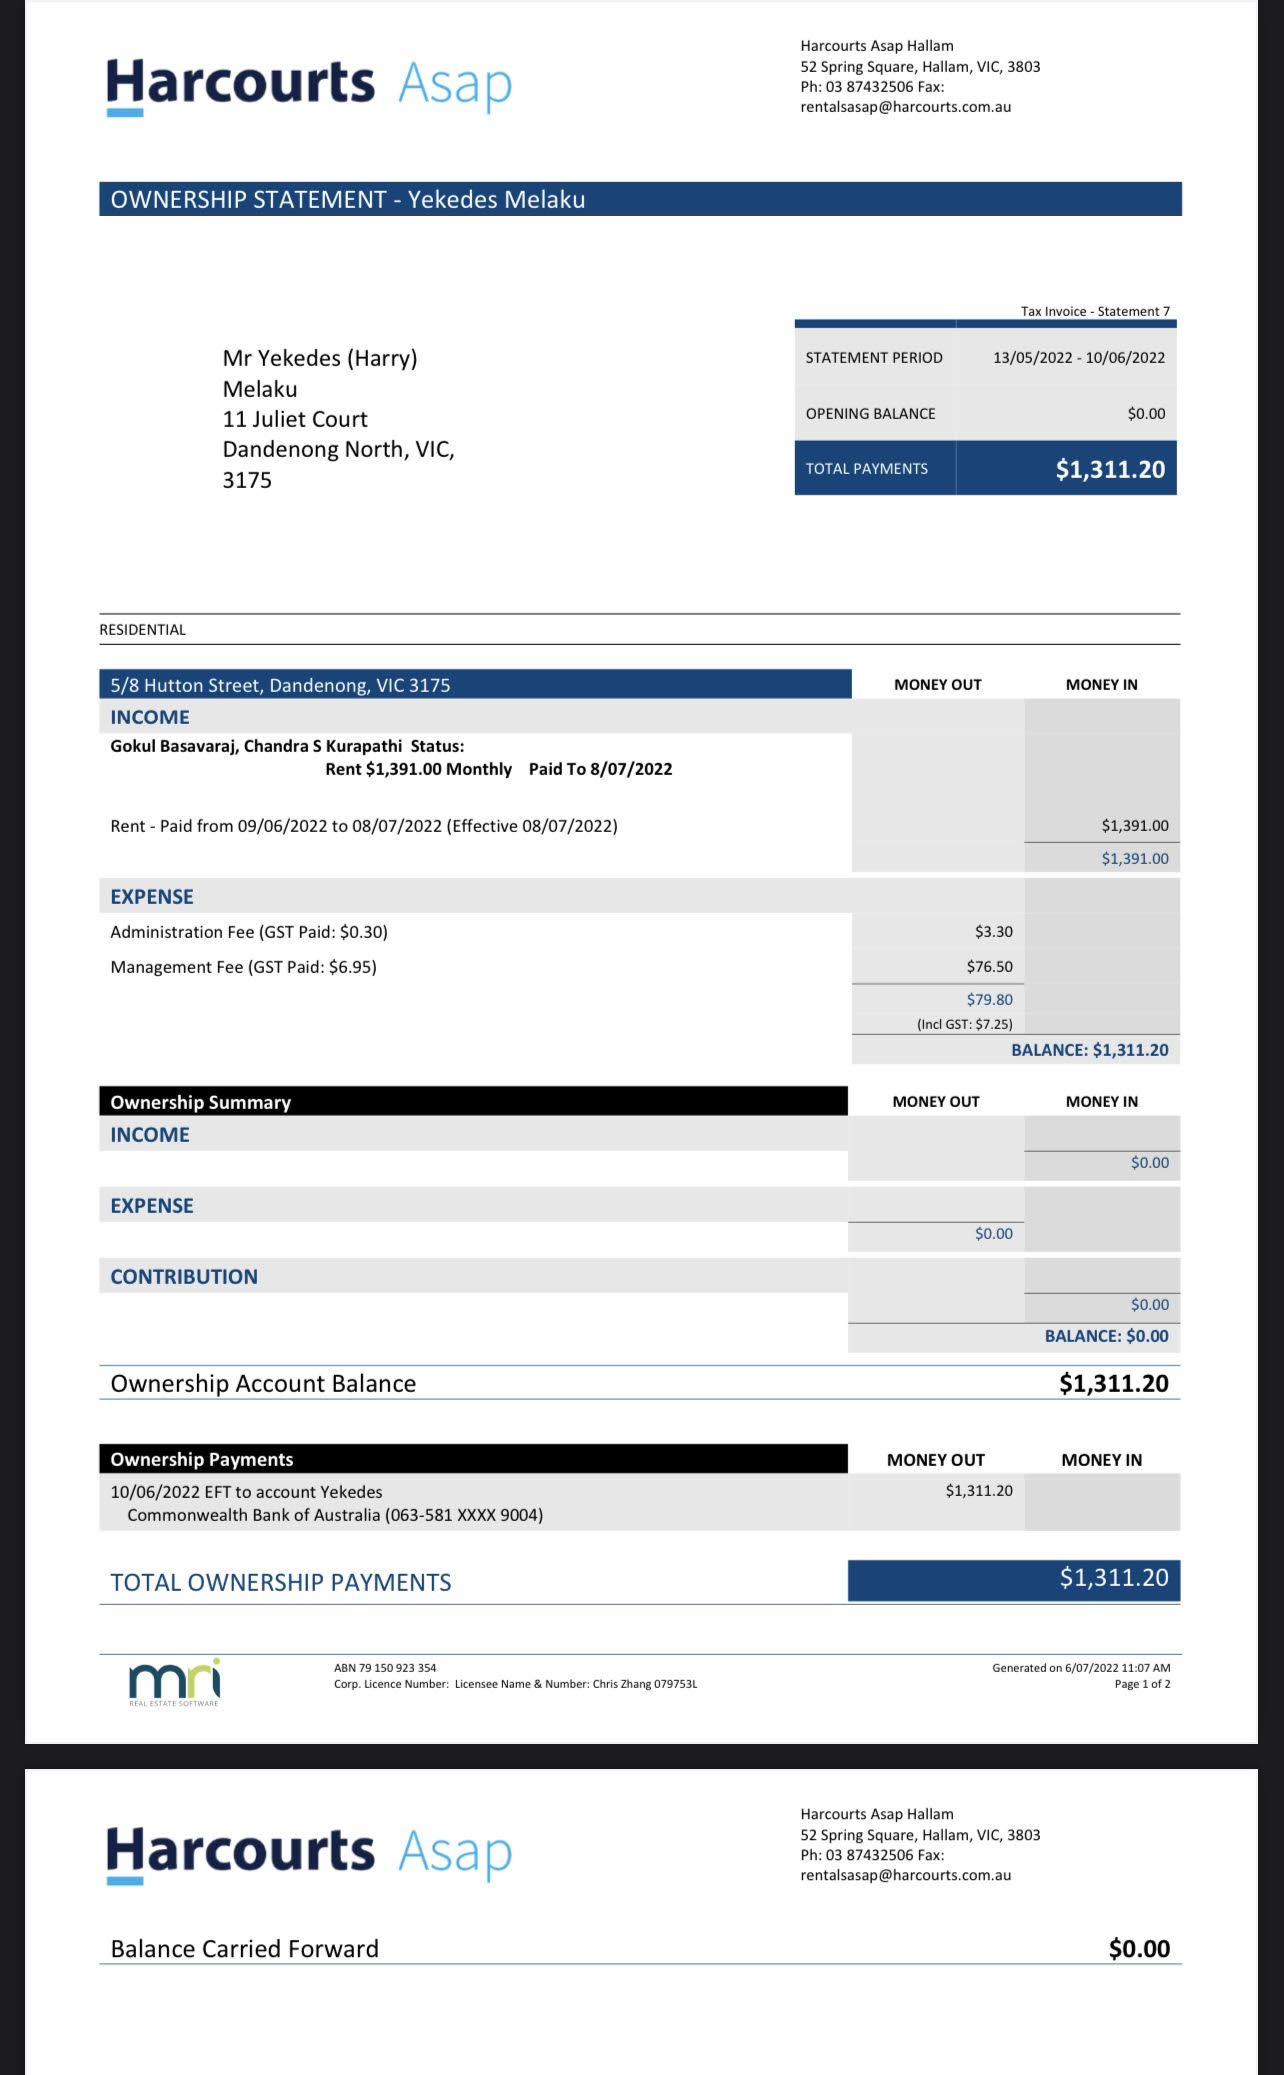 Harcourts Asap
Harcourts Asap Hallam
52 Spring Square, Hallam, VIC, 3803
Ph: 03 87432506 Fax:
rentalsasap@harcourts.com.au
OWNERSHIP STATEMENT - Yekedes Melaku
Tax Invoice - Statement 7
Mr Yekedes (Harry)
Melaku
11 Juliet Court
Dandenong North, VIC,
3175
STATEMENT PERIOD 13/05/2022 - 10/06/2022
OPENING BALANCE $0.00
TOTAL PAYMENTS $1,311.20
RESIDENTIAL
5/8 Hutton Street, Dandenong, VIC 3175 MONEY OUT MONEY IN
INCOME
Gokul Basavaraj, Chandra S Kurapathi Status:
Rent $1,391.00 Monthly Paid To 8/07/2022
Rent - Paid from 09/06/2022 to 08/07/2022 (Effective 08/07/2022) $1,391.00
$1,391.00
EXPENSE
Administration Fee (GST Paid: $0.30) $3.30
Management Fee (GST Paid: $6.95) $76.50
$79.80
(Incl GST: $7.25)
BALANCE: $1,311.20
Ownership Summary MONEY OUT MONEY IN
INCOME
$0.00
EXPENSE
$0.00
CONTRIBUTION
$0.00
BALANCE: $0.00
Ownership Account Balance $1,311.20
Ownership Payments MONEY OUT MONEY IN
10/06/2022 EFT to account Yekedes $1,311.20
Commonwealth Bank of Australia (063-581 XXXX 9004)
TOTAL OWNERSHIP PAYMENTS $1,311.20
mri
REAL ESTATE SOFTWARE
ABN 79 150 923 354
Corp. Licence Number: Licensee Name & Number: Chris Zhang 079753L
Generated on 6/07/2022 11:07 AM
Page 1 of 2
Harcourts Asap
Harcourts Asap Hallam
52 Spring Square, Hallam, VIC, 3803
Ph: 03 87432506 Fax:
rentalsasap@harcourts.com.au
Balance Carried Forward $0.00